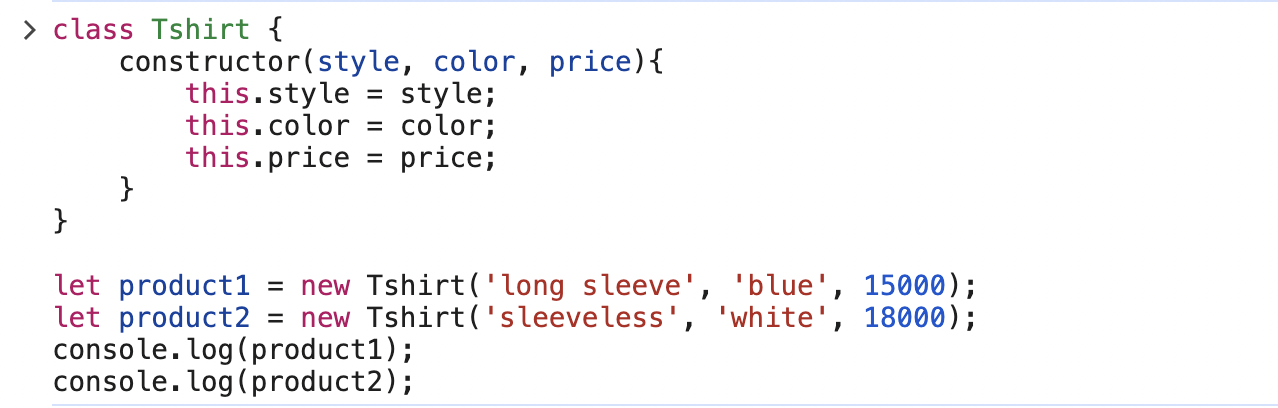 class Tshirt {
    constructor(style, color, price){
        this.style = style;
        this.color = color;
        this.price = price;
    }
}
let product1 = new Tshirt('long sleeve', 'blue', 15000);
let product2 = new Tshirt('sleeveless', 'white', 18000);
console.log(product1);
console.log(product2);